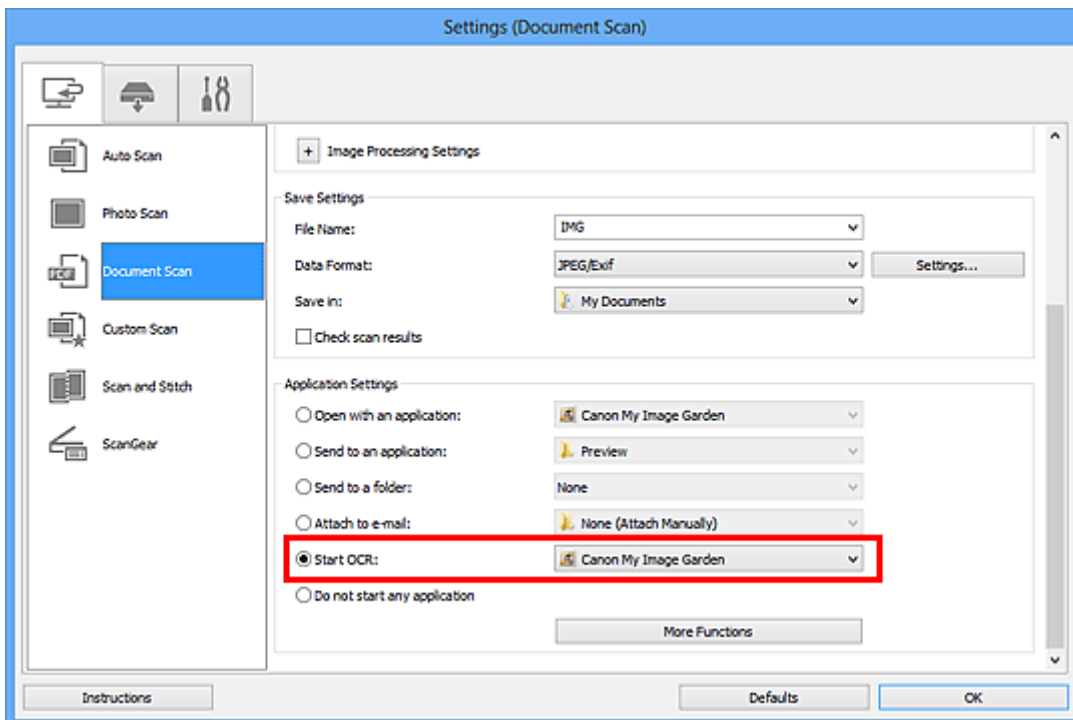 Settings (Document Scan)
Auto Scan
Photo Scan
PDF
Document Scan
Custom Scan
Scan and Stitch
ScanGear
+ Image Processing Settings
Save Settings
File Name: IMG
Data Format: JPEG/Exif Settings...
Save in: My Documents
Check scan results
Application Settings
Open with an application: Canon My Image Garden
Send to an application: Preview
Send to a folder: None
Attach to e-mail: None (Attach Manually)
Start OCR: Canon My Image Garden
Do not start any application
More Functions
Instructions Defaults OK